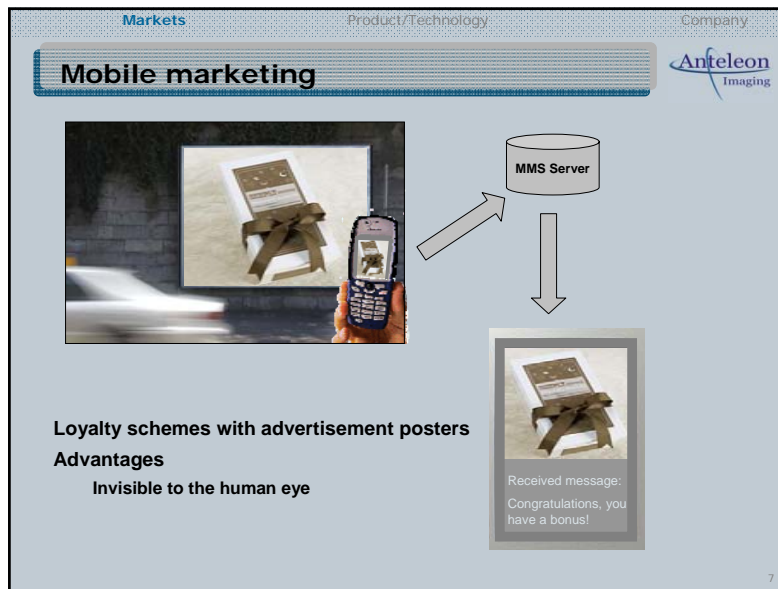 Markets
Product/Technology
Company
Mobile marketing
Anteleon
Imaging
MMS Server
Loyalty schemes with advertisement posters
Advantages
Invisible to the human eye
Received message:
Congratulations, you
have a bonus!
7